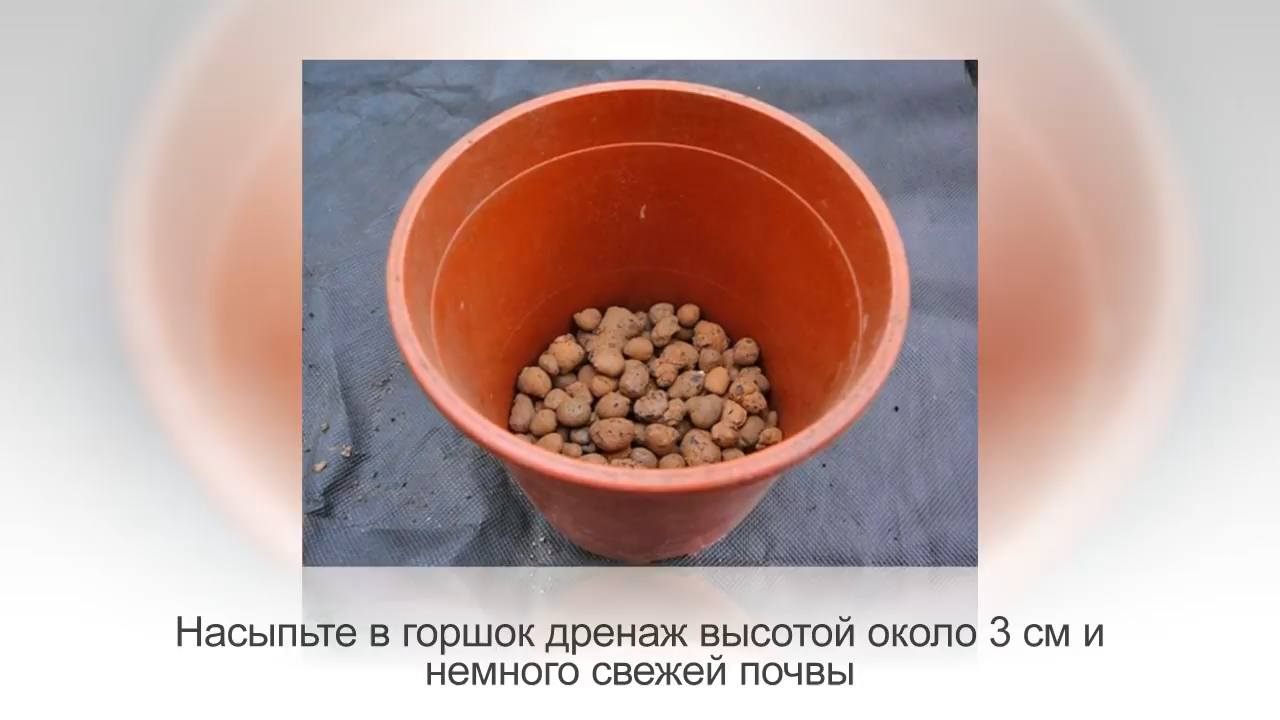 Насыпьте в горшок дренаж высотой около 3 см и
немного свежей почвы